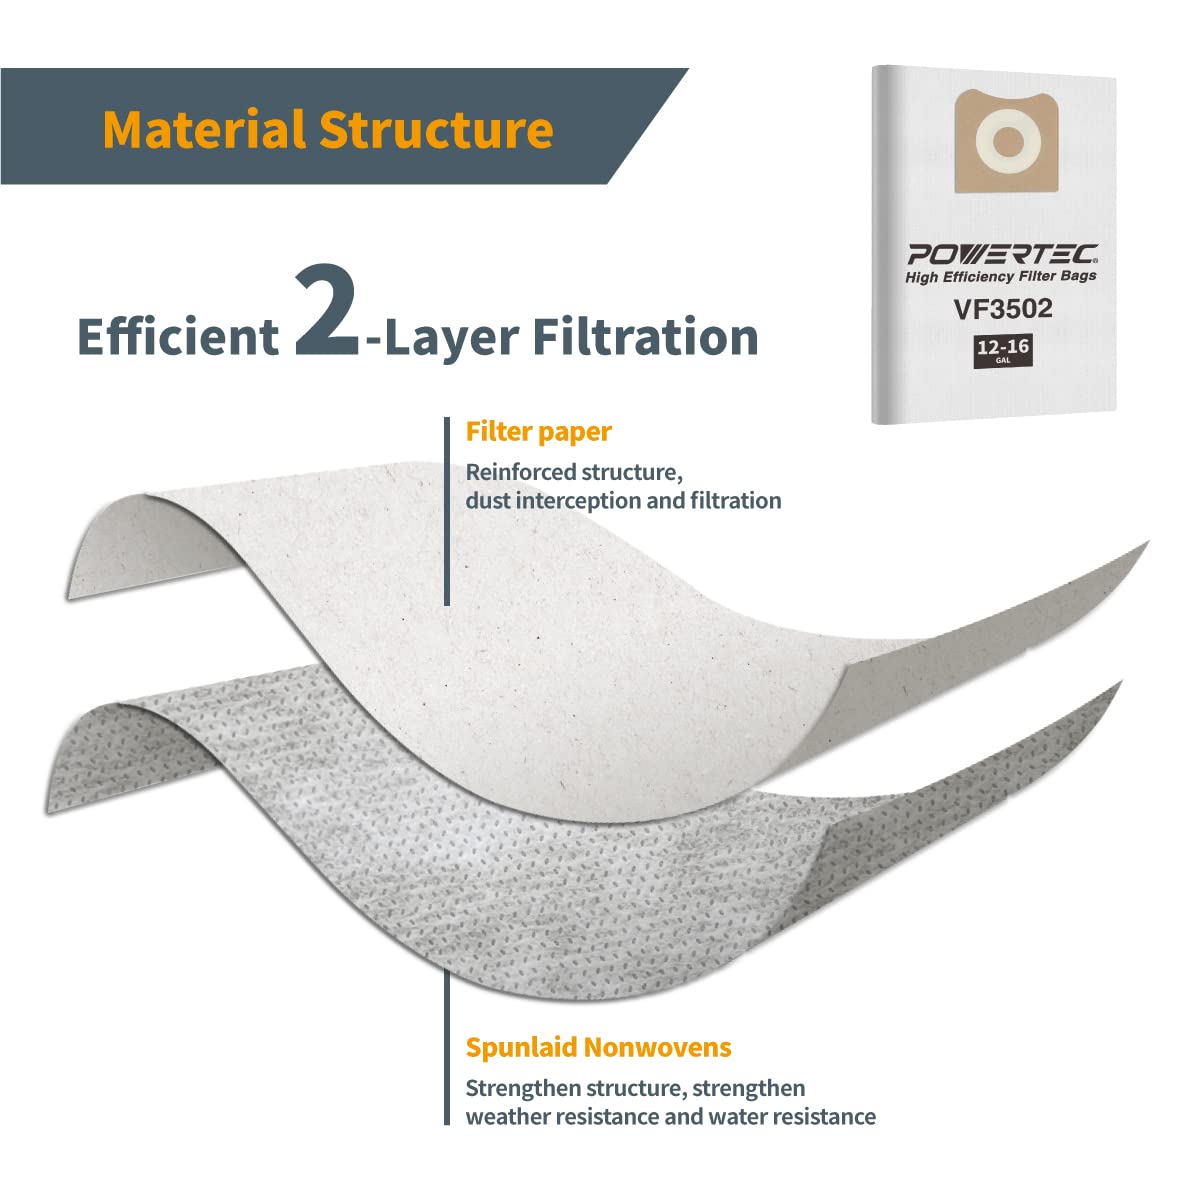 Material Structure
POWERTEC®
High Efficiency Filter Bags
VF3502
12-16
GAL
Efficient 2-Layer Filtration
Filter paper
Reinforced structure,
dust interception and filtration
Spunlaid Nonwovens
Strengthen structure, strengthen
weather resistance and water resistance